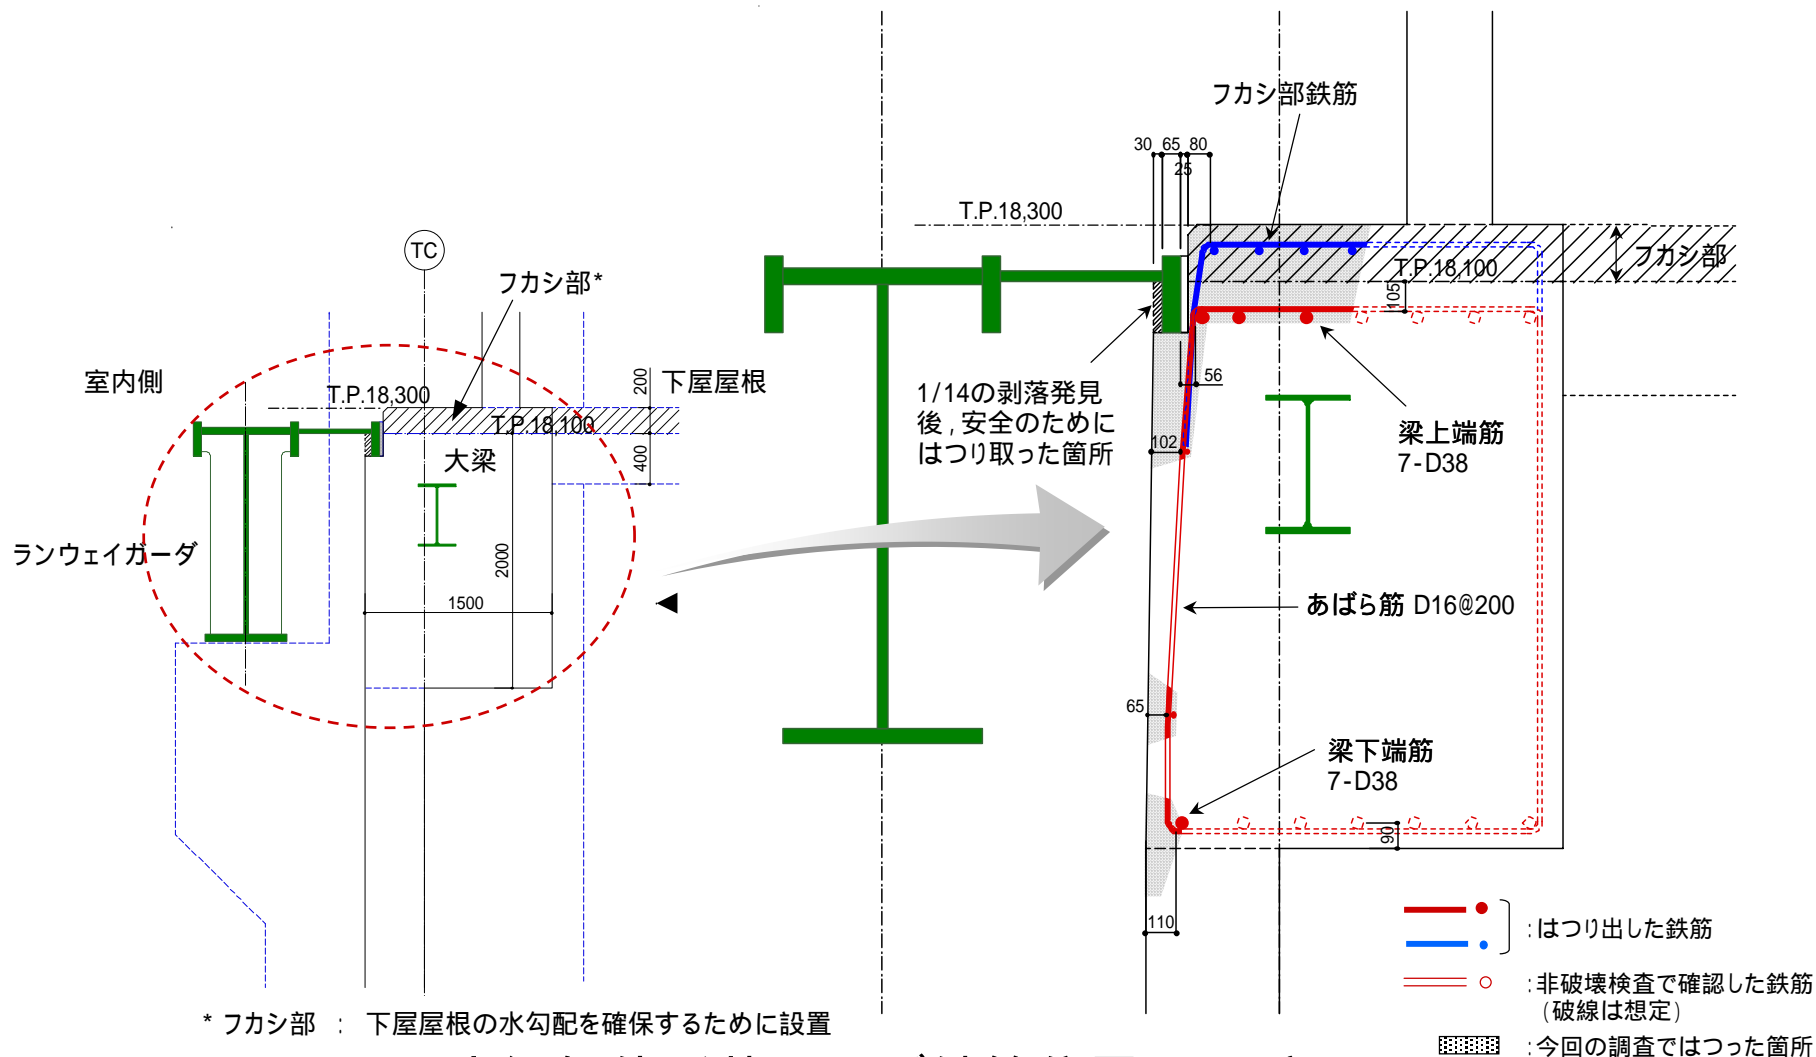 フカシ部鉄筋
30 65 80
25
T.P.18,300
フカシ部
T.P.18,100
105
TC
フカシ部*
室内側
T.P.18,300
200
下屋屋根
T.P.18,100
大梁
400
ランウェイガーダ
2000
1500
1/14の剥落発見
後,安全のために
はつり取った箇所
56
102
梁上端筋
7-D38
あばら筋 D16@200
65
梁下端筋
7-D38
90
110
:はつり出した鉄筋
:非破壊検査で確認した鉄筋
(破線は想定)
:今回の調査ではつった箇所
* フカシ部 : 下屋屋根の水勾配を確保するために設置